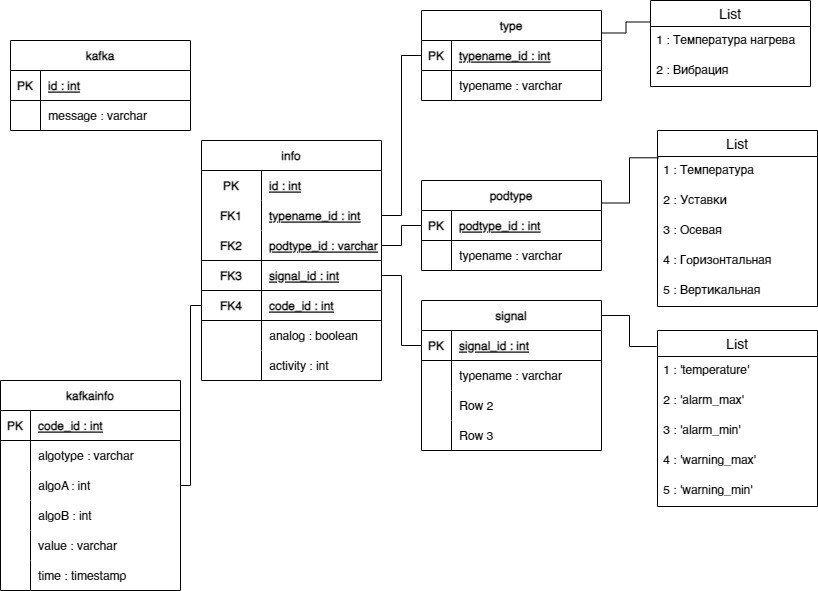 kafka
PK id : int
message : varchar
info
PK id : int
FK1 typename_id : int
FK2 podtype_id : varchar
FK3 signal_id : int
FK4 code_id : int
analog : boolean
activity : int
kafkainfo
PK code_id : int
algotype : varchar
algoA : int
algoB : int
value : varchar
time : timestamp
type
PK typename_id : int
typename : varchar
podtype
PK podtype_id : int
typename : varchar
signal
PK signal_id : int
typename : varchar
Row 2
Row 3
List
1 : Температура нагрева
2 : Вибрация
List
1 : Температура
2 : Уставки
3 : Осевая
4 : Горизонтальная
5 : Вертикальная
List
1 : 'temperature'
2 : 'alarm_max'
3 : 'alarm_min'
4 : 'warning_max'
5 : 'warning_min'